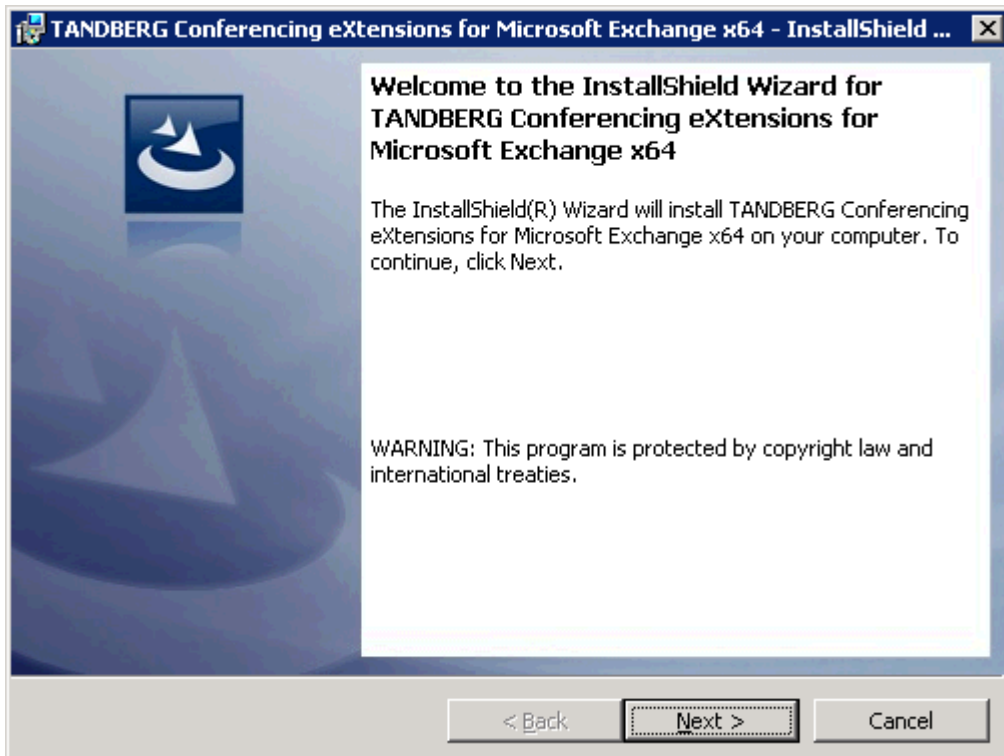 TANDBERG Conferencing eXtensions for Microsoft Exchange x64 - InstallShield ...
Welcome to the InstallShield Wizard for
TANDBERG Conferencing eXtensions for
Microsoft Exchange x64
The InstallShield(R) Wizard will install TANDBERG Conferencing
eXtensions for Microsoft Exchange x64 on your computer. To
continue, click Next.
WARNING: This program is protected by copyright law and
international treaties.
< Back
Next >
Cancel